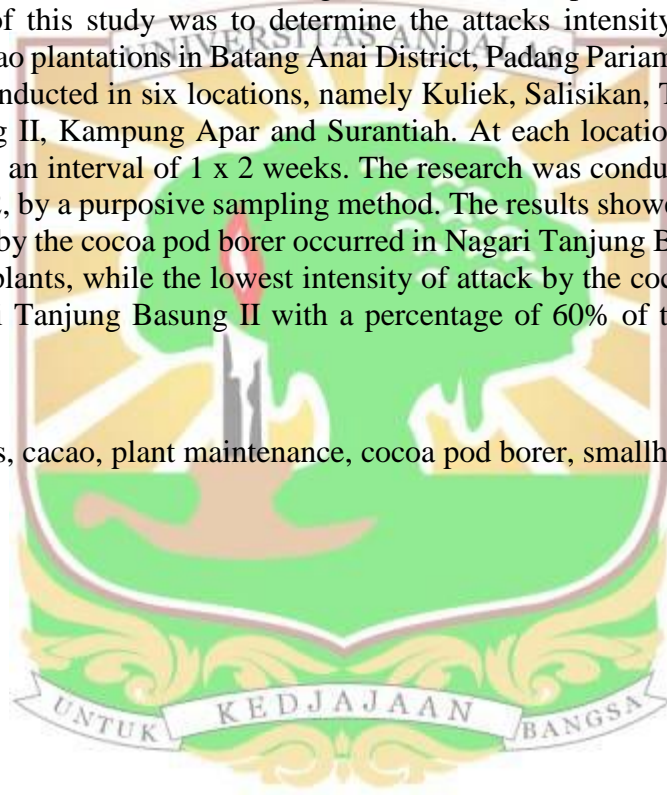 of this study was to determine the attacks intensity
UNIVERSITAS ANDALAS
ao plantations in Batang Anai District, Padang Pariam
nducted in six locations, namely Kuliek, Salisikan, T
g II, Kampung Apar and Surantiah. At each location
an interval of 1 x 2 weeks. The research was condu
, by a purposive sampling method. The results showe
by the cocoa pod borer occurred in Nagari Tanjung B
plants, while the lowest intensity of attack by the coc
i Tanjung Basung II with a percentage of 60% of t
s, cacao, plant maintenance, cocoa pod borer, smallh
UNTUK KEDJAJAAN BANGSA